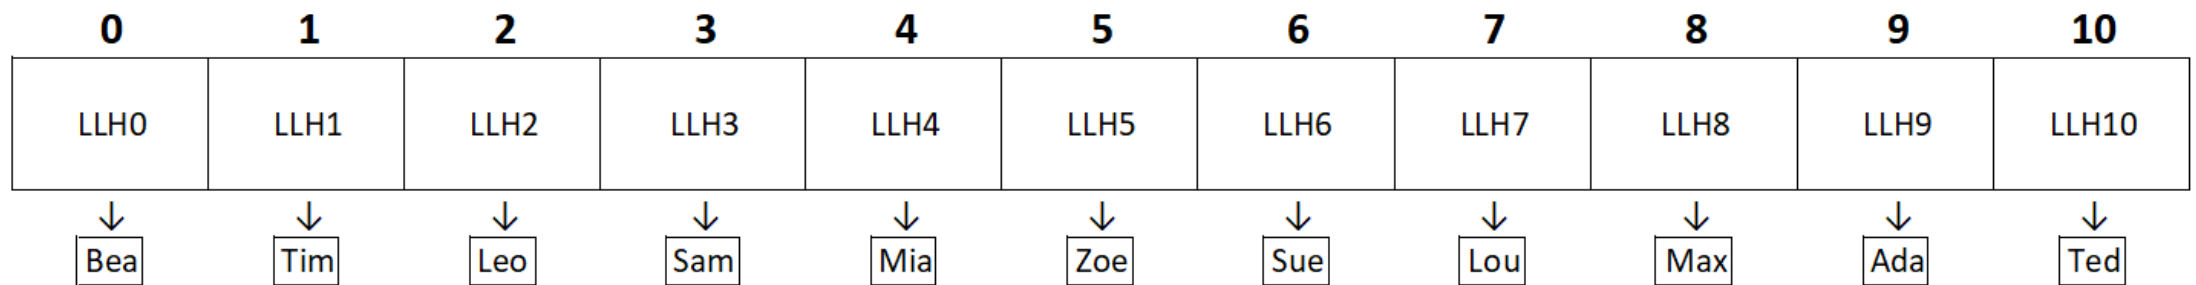 0 1 2 3 4 5 6 7 8 9 10
LLH0 LLH1 LLH2 LLH3 LLH4 LLH5 LLH6 LLH7 LLH8 LLH9 LLH10
↓ ↓ ↓ ↓ ↓ ↓ ↓ ↓ ↓ ↓ ↓
Bea Tim Leo Sam Mia Zoe Sue Lou Max Ada Ted